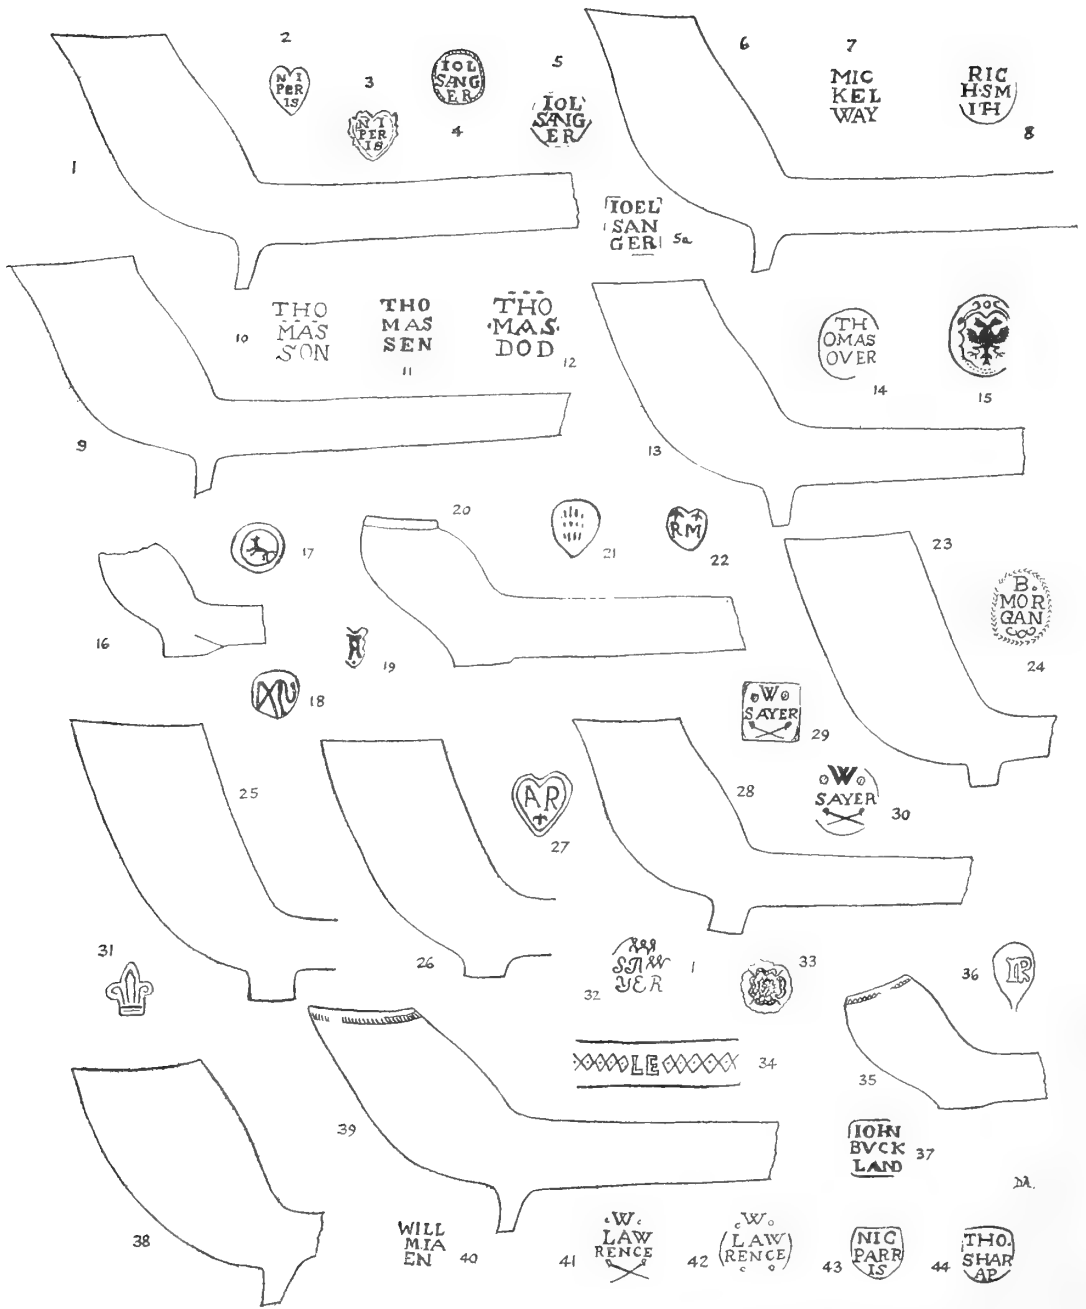 1
2
N I
PER
IS
3
N I
PER
IS
IOL
SANG
ER
4
5
IOL
SANG
ER
6
7
MIC
KEL
WAY
RIC
H·SM
ITH
8
IOEL
SAN
GER
5a
9
10
THO
MAS
SON
THO
MAS
SEN
11
THO
·MAS·
DOD
12
13
TH
OMAS
OVER
14
15
16
17
18
19
20
21
RM
22
23
B.
MOR
GAN
24
25
26
AR
27
28
W
SAYER
29
W
SAYER
30
31
32
W
SAW
YER
1
33
LE
34
35
36
IR
IOHN
BVCK
LAND
37
DA.
38
39
WILL
M.IA
EN
40
41
W
LAW
RENCE
42
W
LAW
RENCE
43
NIC
PARR
IS
44
THO.
SHAR
AP